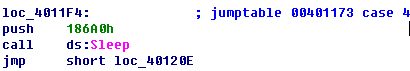 loc_4011F4: ; jumptable 00401173 case 4
push 186A0h
call ds:Sleep
jmp short loc_40120E